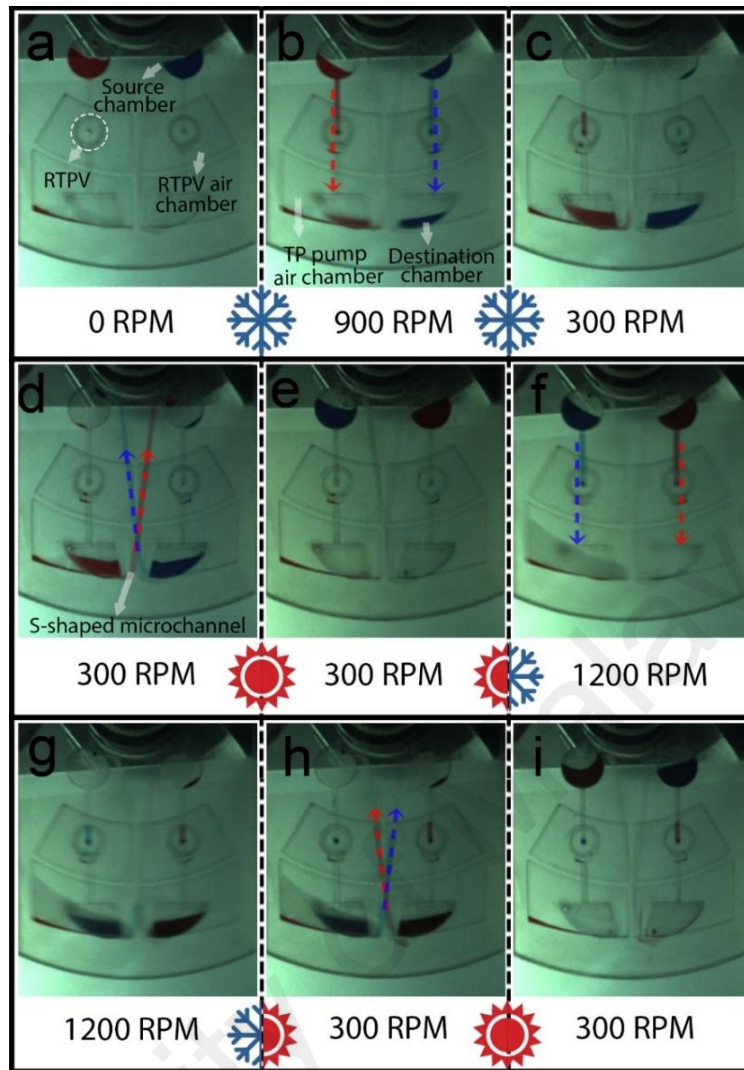 a
b
c
Source
chamber
RTPV
RTPV air
chamber
TP pump
air chamber
Destination
chamber
0 RPM
900 RPM
300 RPM
d
e
f
S-shaped microchannel
300 RPM
300 RPM
1200 RPM
g
h
i
1200 RPM
300 RPM
300 RPM